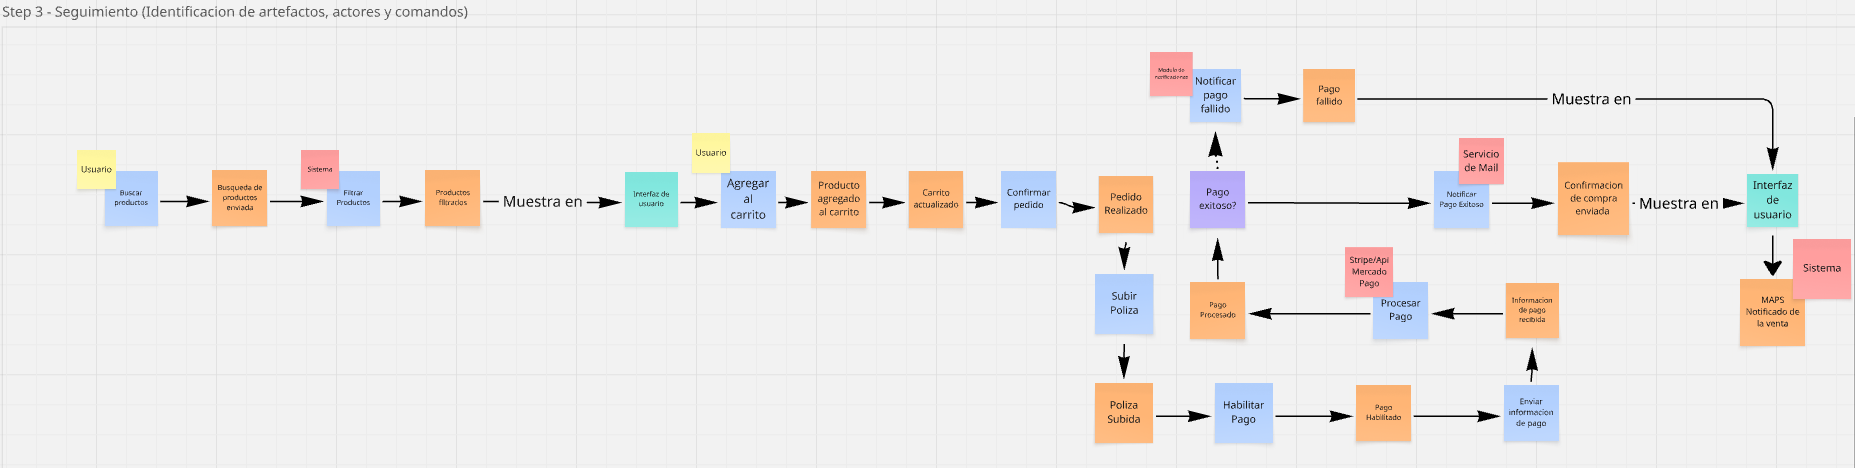 Step 3 - Seguimiento (Identificacion de artefactos, actores y comandos)
Usuario
Buscar
productos
Busqueda de
productos
enviada
Sistema
Filtrar
Productos
Productos
filtrados
Muestra en
Interfaz de
usuario
Usuario
Agregar
al
carrito
Producto
agregado
al carrito
Carrito
actualizado
Confirmar
pedido
Pedido
Realizado
Subir
Poliza
Poliza
Subida
Habilitar
Pago
Pago
Habilitado
Enviar
informacion
de pago
Informacion
de pago
recibida
Stripe/Api
Mercado
Pago
Procesar
Pago
Pago
Procesado
Pago
exitoso?
Modulo de
notificaciones
Notificar
pago
fallido
Pago
fallido
Muestra en
Servicio
de Mail
Notificar
Pago Exitoso
Confirmacion
de compra
enviada
Muestra en
Interfaz
de
usuario
Sistema
MAPS
Notificado de
la venta